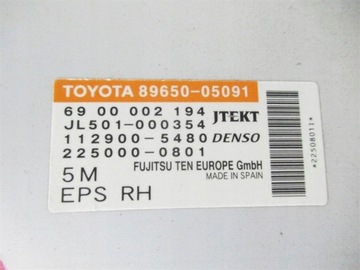 TOYOTA 89650-05091
69 00 002 194 JTEKT
JL501-000354
112900-5480 DENSO
225000-0801
FUJITSU TEN EUROPE GmbH
5M MADE IN SPAIN
EPS RH
*22508011*